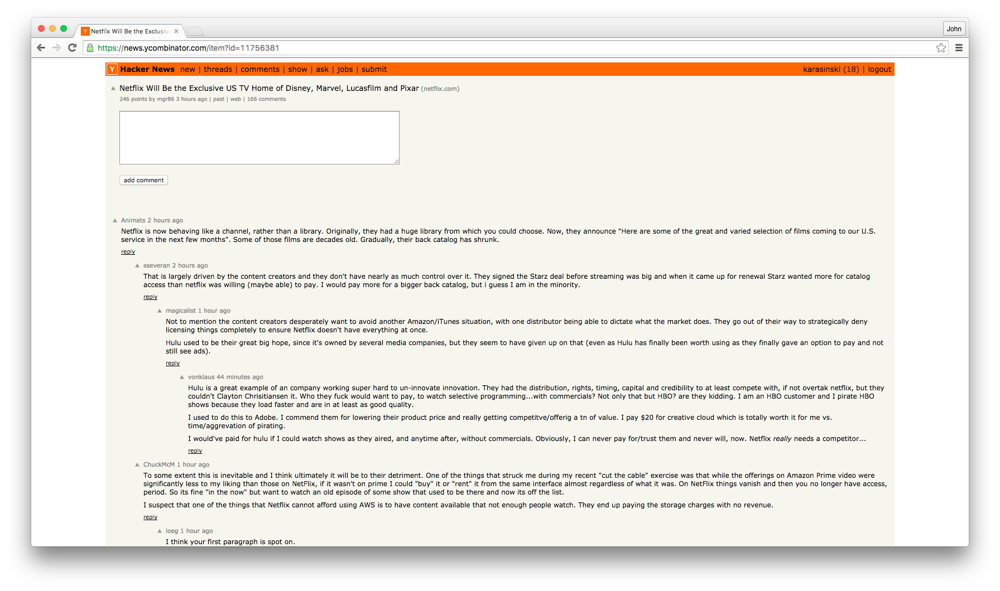 Y Netflix Will Be the Exclusiv
John
https://news.ycombinator.com/item?id=11756381
Y Hacker News new | threads | comments | show | ask | jobs | submit karasinski (18) | logout
Netflix Will Be the Exclusive US TV Home of Disney, Marvel, Lucasfilm and Pixar (netflix.com)
246 points by mgr86 3 hours ago | past | web | 166 comments
add comment
Animats 2 hours ago
Netflix is now behaving like a channel, rather than a library. Originally, they had a huge library from which you could choose. Now, they announce "Here are some of the great and varied selection of films coming to our U.S.
service in the next few months". Some of those films are decades old. Gradually, their back catalog has shrunk.
reply
sseveran 2 hours ago
That is largely driven by the content creators and they don't have nearly as much control over it. They signed the Starz deal before streaming was big and when it came up for renewal Starz wanted more for catalog
access than netflix was willing (maybe able) to pay. I would pay more for a bigger back catalog, but i guess I am in the minority.
reply
magicalist 1 hour ago
Not to mention the content creators desperately want to avoid another Amazon/iTunes situation, with one distributor being able to dictate what the market does. They go out of their way to strategically deny
licensing things completely to ensure Netflix doesn't have everything at once.
Hulu used to be their great big hope, since it's owned by several media companies, but they seem to have given up on that (even as Hulu has finally been worth using as they finally gave an option to pay and not
still see ads).
reply
vonklaus 44 minutes ago
Hulu is a great example of an company working super hard to un-innovate innovation. They had the distribution, rights, timing, capital and credibility to at least compete with, if not overtak netflix, but they
couldn't Clayton Chrisitiansen it. Who they fuck would want to pay, to watch selective programming...with commercials? Not only that but HBO? are they kidding. I am an HBO customer and I pirate HBO
shows because they load faster and are in at least as good quality.
I used to do this to Adobe. I commend them for lowering their product price and really getting competitve/offerig a tn of value. I pay $20 for creative cloud which is totally worth it for me vs.
time/aggrevation of pirating.
I would've paid for hulu if I could watch shows as they aired, and anytime after, without commercials. Obviously, I can never pay for/trust them and never will, now. Netflix really needs a competitor...
reply
ChuckMcM 1 hour ago
To some extent this is inevitable and I think ultimately it will be to their detriment. One of the things that struck me during my recent "cut the cable" exercise was that while the offerings on Amazon Prime video were
significantly less to my liking than those on NetFlix, if it wasn't on prime I could "buy" it or "rent" it from the same interface almost regardless of what it was. On NetFlix things vanish and then you no longer have access,
period. So its fine "in the now" but want to watch an old episode of some show that used to be there and now its off the list.
I suspect that one of the things that Netflix cannot afford using AWS is to have content available that not enough people watch. They end up paying the storage charges with no revenue.
reply
loeg 1 hour ago
I think your first paragraph is spot on.